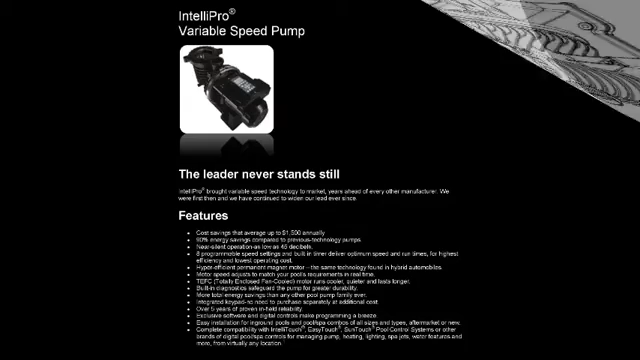 IntelliPro®
Variable Speed Pump
The leader never stands still
IntelliPro® brought variable speed technology to market, years ahead of every other manufacturer. We
were first then and we have continued to widen our lead ever since
Features
• Cost savings that average up to $1,500 annually
• 90% energy savings compared to previous-technology pumps
• Near-silent operation-as low as 45 decibels.
• 8 programmable speed settings and built in timer deliver optimum speed and run times, for highest
efficiency and lowest operating cost.
• Hyper-efficient permanent magnet motor – the same technology found in hybrid automobiles.
• Motor speed adjusts to match your pool's requirements in real time.
• TEFC (Totally Enclosed Fan-Cooled) motor runs cooler, quieter and lasts longer.
• Built-in diagnostics safeguard the pump for greater durability.
• More total energy savings than any other pool pump family ever.
• Integrated keypad-no need to purchase separately at additional cost.
• Over 5 years of proven in-field reliability.
• Exclusive software and digital controls make programming a breeze.
• Easy installation for inground pools and pool/spa combos of all sizes and types, aftermarket or new.
• Complete compatibility with IntelliTouch®, EasyTouch®, SunTouch® Pool Control Systems or other
brands of digital pool/spa controls for managing pump, heating, lighting, spa jets, water features and
more, from virtually any location.